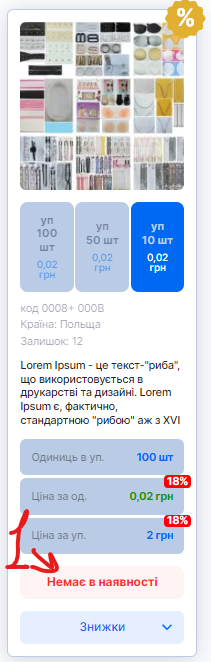 %
уп 100 шт
0,02 грн
уп 50 шт
0,02 грн
уп 10 шт
0,02 грн
код 0008+ 000В
Країна: Польща
Залишок: 12
Lorem Ipsum - це текст-"риба",
що використовується в
друкарстві та дизайні. Lorem
Ipsum є, фактично,
стандартною "рибою" аж з XVI
Одиниць в уп. 100 шт
18%
Ціна за од. 0,02 грн
18%
Ціна за уп. 2 грн
1
Немає в наявності
Знижки